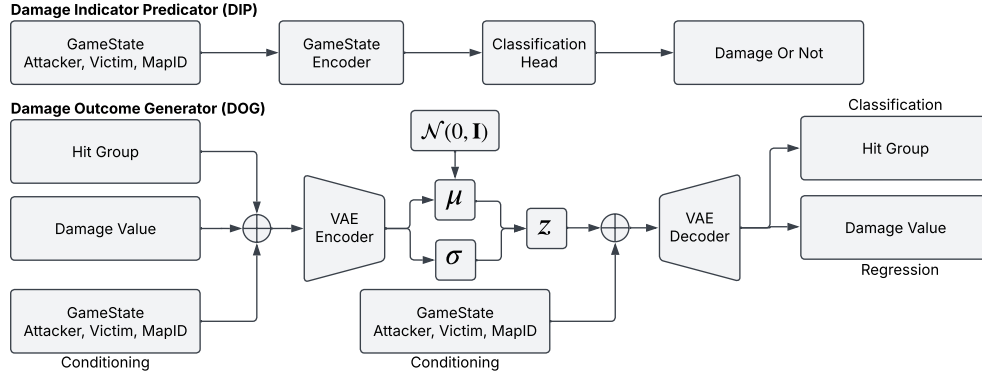 Damage Indicator Predicator (DIP)
GameState
Attacker, Victim, MapID
GameState
Encoder
Classification
Head
Damage Or Not
Damage Outcome Generator (DOG)
Hit Group
Damage Value
GameState
Attacker, Victim, MapID
Conditioning
VAE
Encoder
𝒩(0, I)
μ
σ
z
GameState
Attacker, Victim, MapID
Conditioning
VAE
Decoder
Classification
Hit Group
Damage Value
Regression